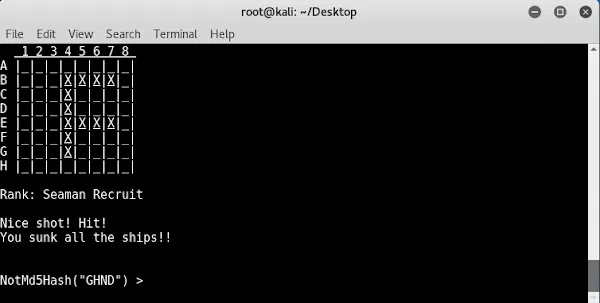 root@kali: ~/Desktop
File Edit View Search Terminal Help
1 2 3 4 5 6 7 8
A |_|_|_|_|_|_|_|_|
B |_|_|_|X|X|X|X|_|
C |_|_|_|X|_|_|_|_|
D |_|_|_|X|_|_|_|_|
E |_|_|_|X|X|X|X|_|
F |_|_|_|X|_|_|_|_|
G |_|_|_|X|_|_|_|_|
H |_|_|_|_|_|_|_|_|
Rank: Seaman Recruit
Nice shot! Hit!
You sunk all the ships!!
NotMd5Hash("GHND") >